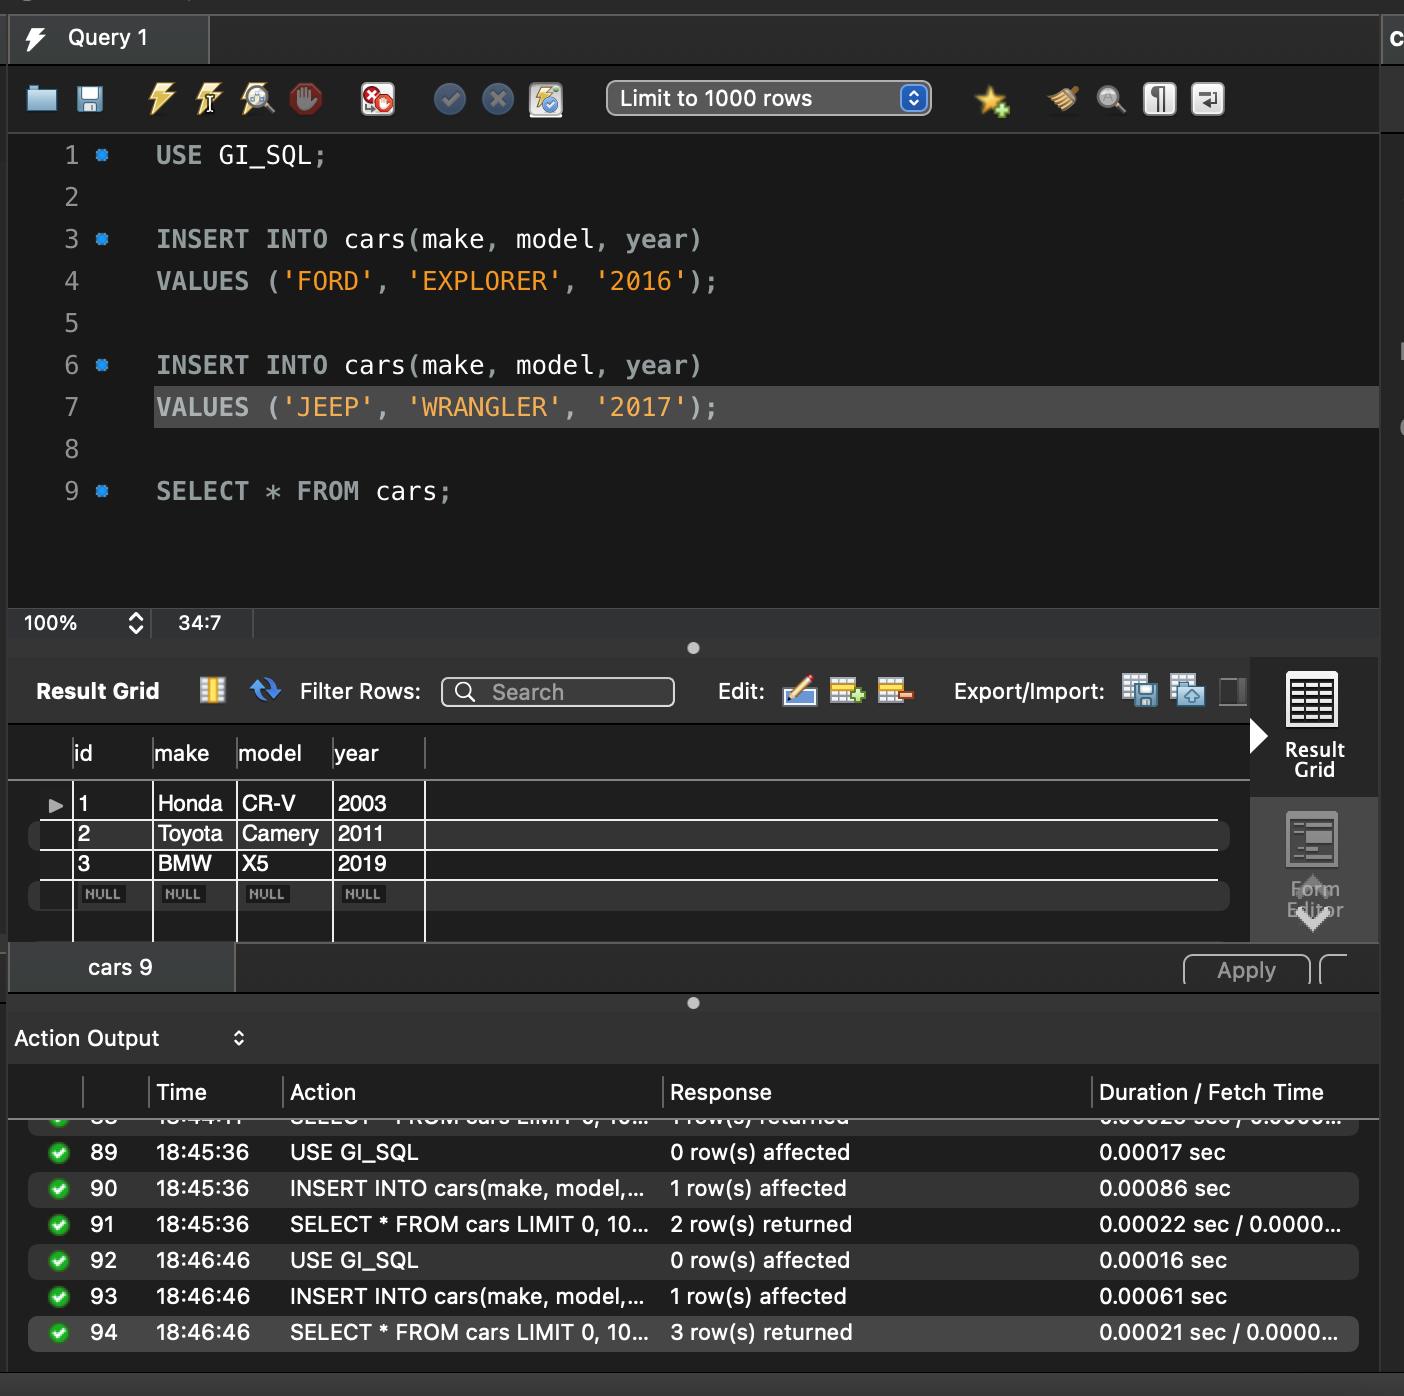 Query 1
Limit to 1000 rows
1 USE GI_SQL;
2
3 INSERT INTO cars(make, model, year)
4 VALUES ('FORD', 'EXPLORER', '2016');
5
6 INSERT INTO cars(make, model, year)
7 VALUES ('JEEP', 'WRANGLER', '2017');
8
9 SELECT * FROM cars;
100% 34:7
Result Grid Filter Rows: Search Edit: Export/Import:
Result
Grid
Form
Editor
id make model year
1 Honda CR-V 2003
2 Toyota Camery 2011
3 BMW X5 2019
NULL NULL NULL NULL
cars 9
Apply
Action Output
Time Action Response Duration / Fetch Time
89 18:45:36 USE GI_SQL 0 row(s) affected 0.00017 sec
90 18:45:36 INSERT INTO cars(make, model,... 1 row(s) affected 0.00086 sec
91 18:45:36 SELECT * FROM cars LIMIT 0, 10... 2 row(s) returned 0.00022 sec / 0.0000...
92 18:46:46 USE GI_SQL 0 row(s) affected 0.00016 sec
93 18:46:46 INSERT INTO cars(make, model,... 1 row(s) affected 0.00061 sec
94 18:46:46 SELECT * FROM cars LIMIT 0, 10... 3 row(s) returned 0.00021 sec / 0.0000...